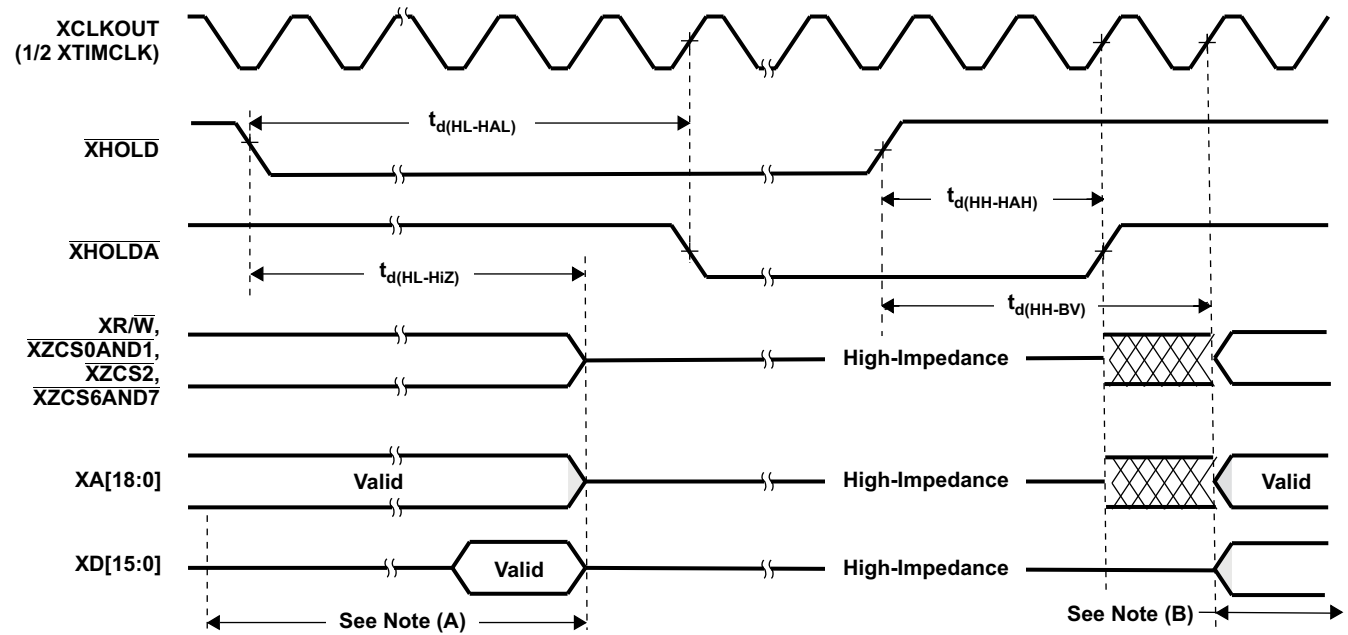 XCLKOUT
(1/2 XTIMCLK)
td(HL-HAL)
XHOLD
td(HH-HAH)
XHOLDA
td(HL-HiZ)
td(HH-BV)
XR/W,
XZCS0AND1,
XZCS2,
XZCS6AND7
High-Impedance
XA[18:0]
Valid
High-Impedance
Valid
XD[15:0]
Valid
High-Impedance
See Note (A)
See Note (B)